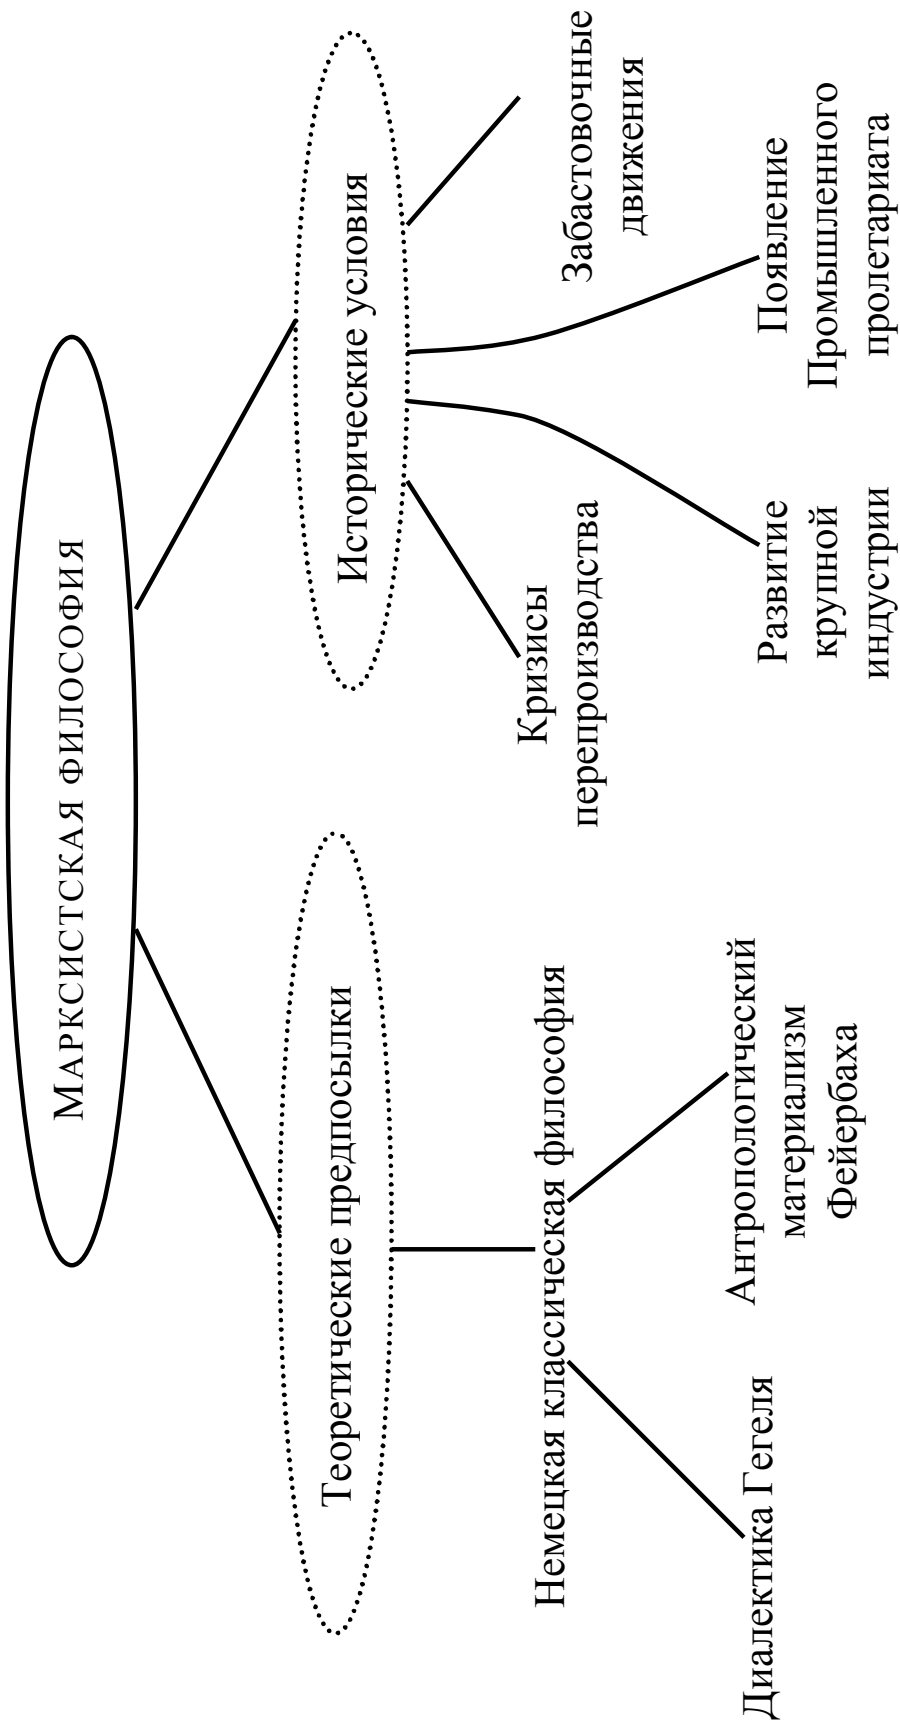 МАРКСИСТСКАЯ ФИЛОСОФИЯ
Теоретические предпосылки
Исторические условия
Немецкая классическая философия
Диалектика Гегеля
Антропологический
материализм
Фейербаха
Кризисы
перепроизводства
Развитие
крупной
индустрии
Появление
Промышленного
пролетариата
Забастовочные
движения